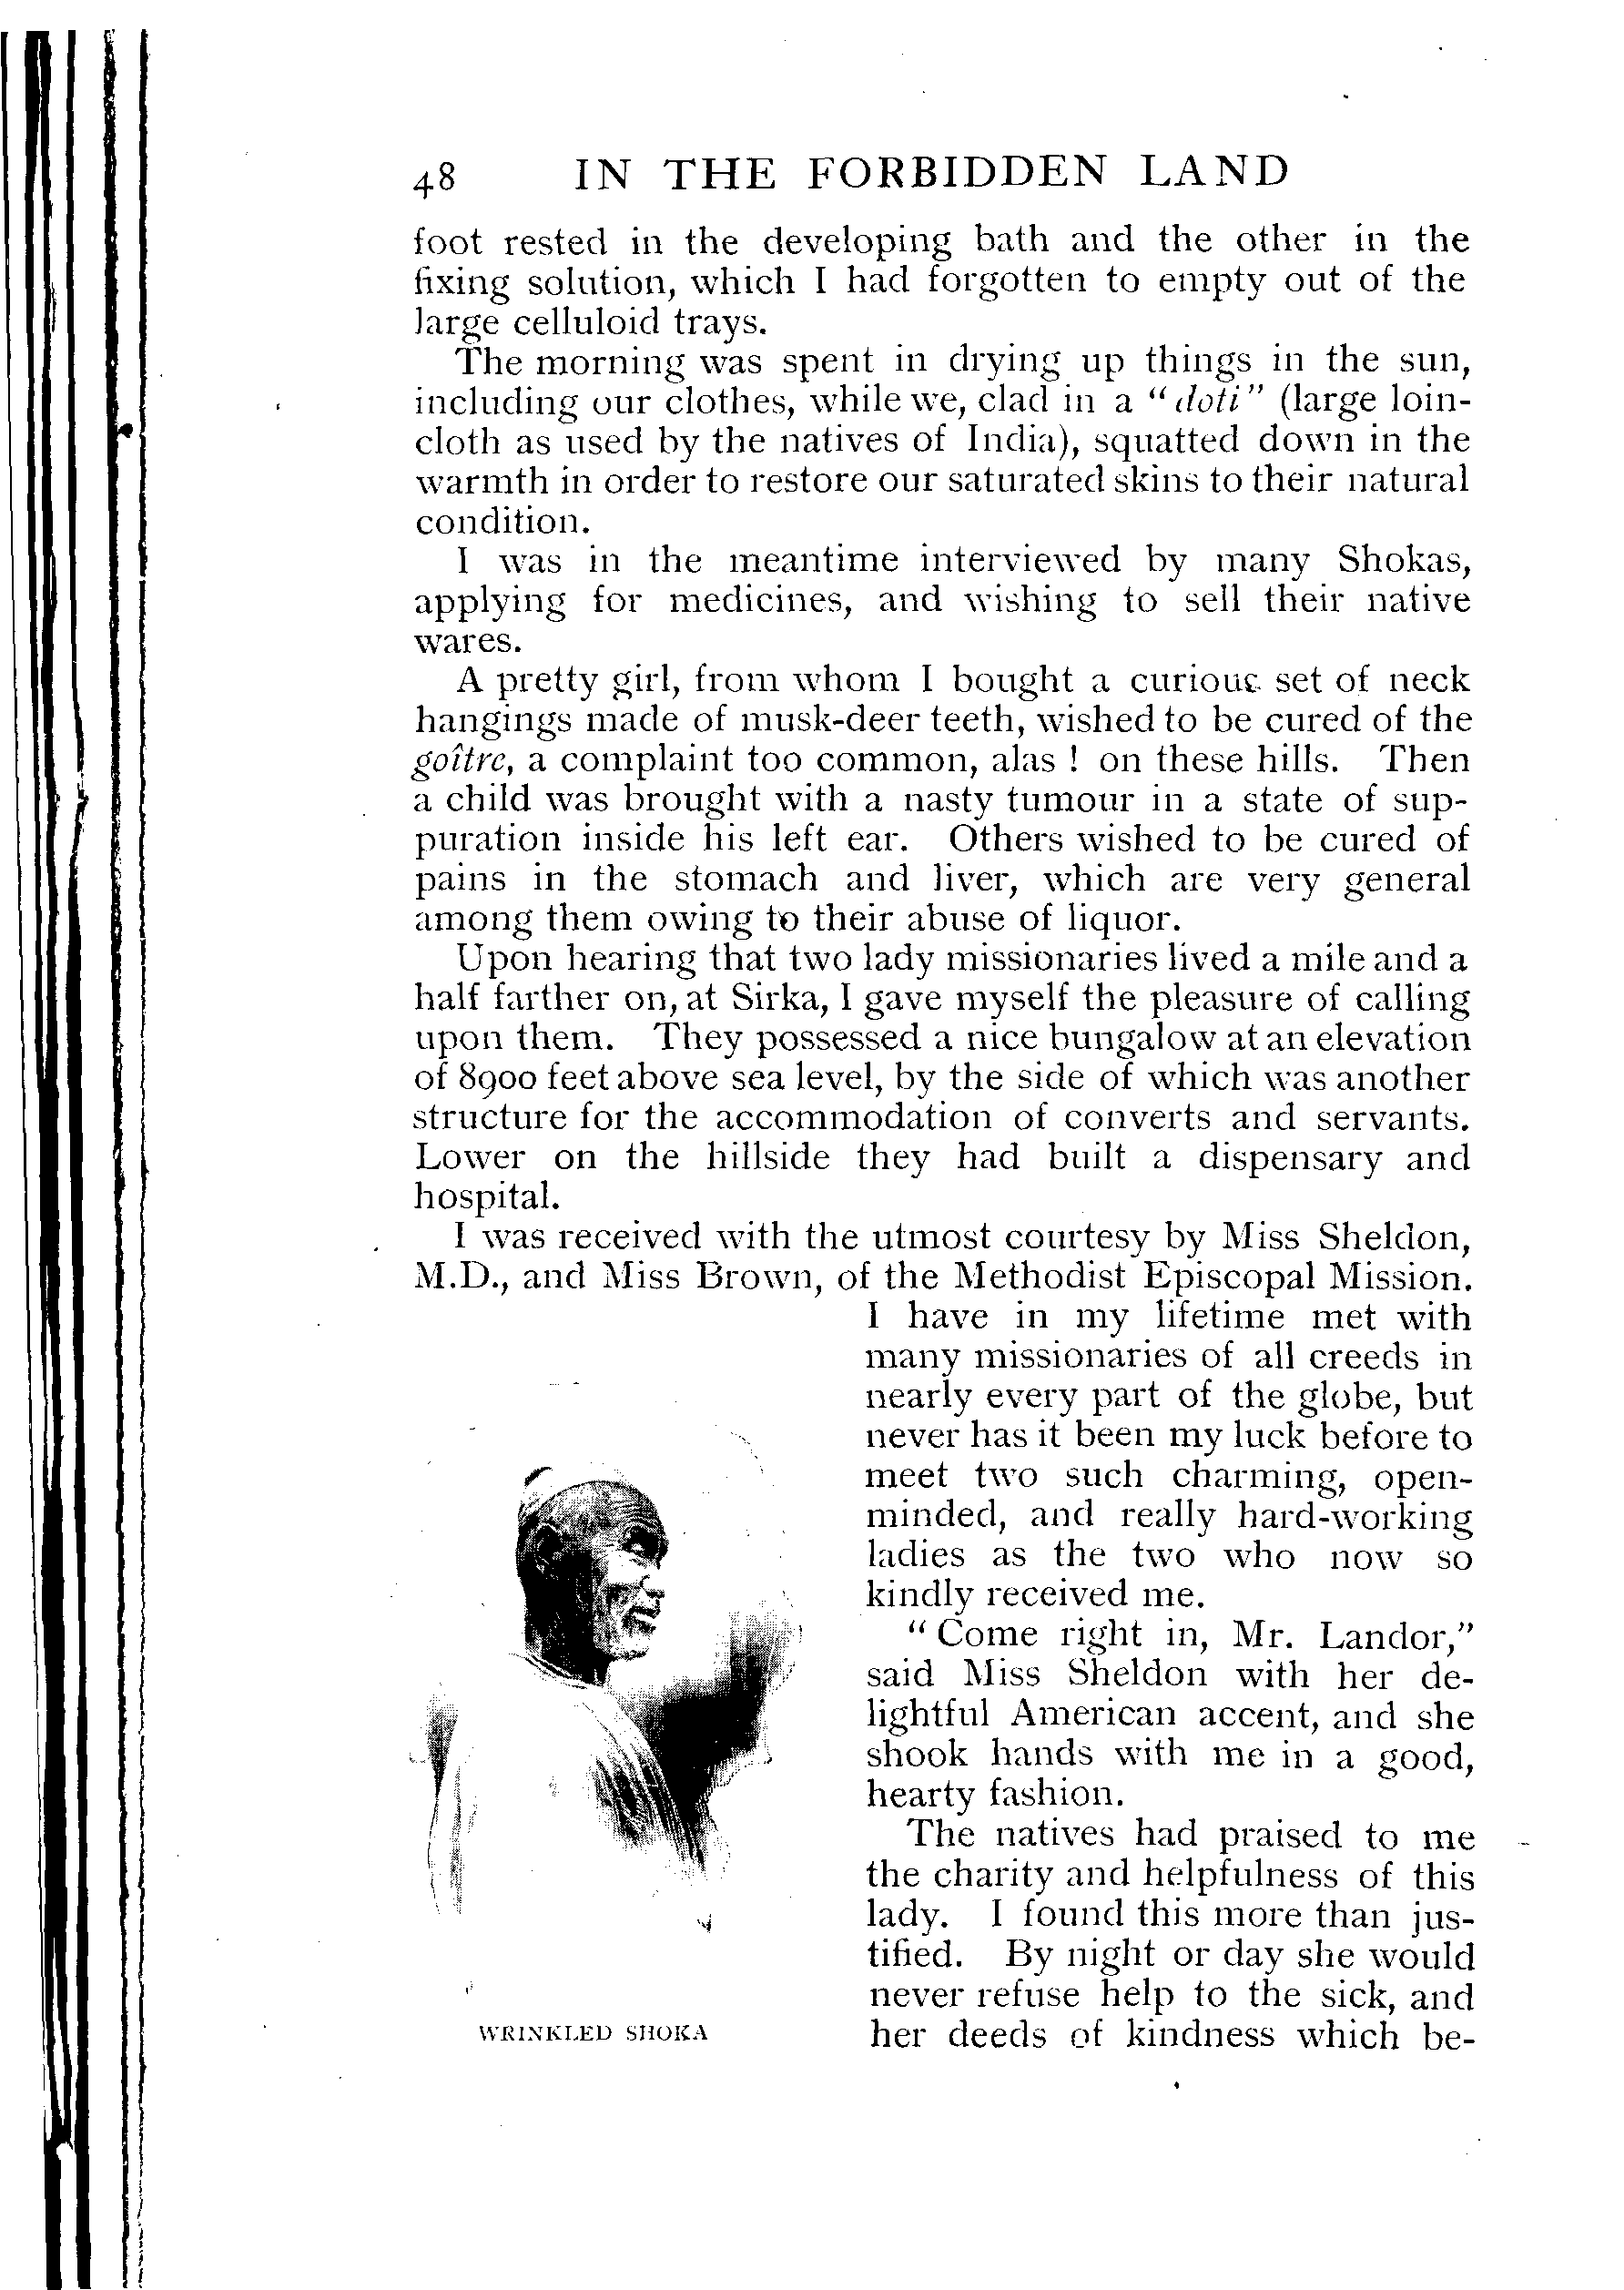 48 IN THE FORBIDDEN LAND
foot rested in the developing bath and the other in the
fixing solution, which I had forgotten to empty out of the
large celluloid trays.
The morning was spent in drying up things in the sun,
including our clothes, while we, clad in a "doti" (large loin-
cloth as used by the natives of India), squatted down in the
warmth in order to restore our saturated skins to their natural
condition.
I was in the meantime interviewed by many Shokas,
applying for medicines, and wishing to sell their native
wares.
A pretty girl, from whom I bought a curious set of neck
hangings made of musk-deer teeth, wished to be cured of the
goître, a complaint too common, alas ! on these hills. Then
a child was brought with a nasty tumour in a state of sup-
puration inside his left ear. Others wished to be cured of
pains in the stomach and liver, which are very general
among them owing to their abuse of liquor.
Upon hearing that two lady missionaries lived a mile and a
half farther on, at Sirka, I gave myself the pleasure of calling
upon them. They possessed a nice bungalow at an elevation
of 8900 feet above sea level, by the side of which was another
structure for the accommodation of converts and servants.
Lower on the hillside they had built a dispensary and
hospital.
I was received with the utmost courtesy by Miss Sheldon,
M.D., and Miss Brown, of the Methodist Episcopal Mission.
I have in my lifetime met with
many missionaries of all creeds in
nearly every part of the globe, but
never has it been my luck before to
meet two such charming, open-
minded, and really hard-working
ladies as the two who now so
kindly received me.
"Come right in, Mr. Landor,"
said Miss Sheldon with her de-
lightful American accent, and she
shook hands with me in a good,
hearty fashion.
The natives had praised to me
the charity and helpfulness of this
lady. I found this more than jus-
tified. By night or day she would
never refuse help to the sick, and
her deeds of kindness which be-
WRINKLED SHOKA